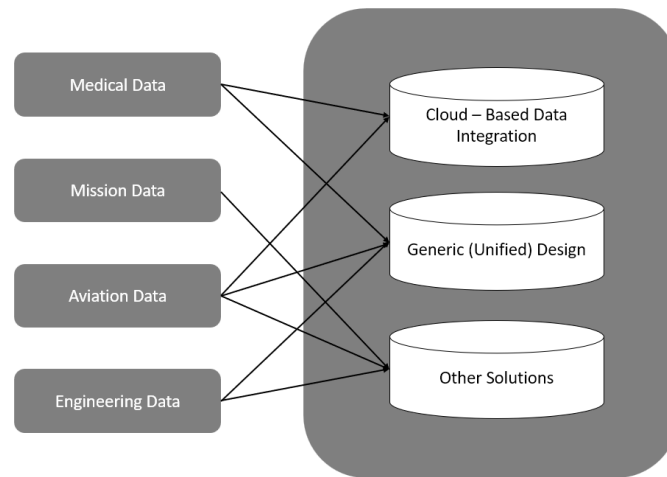 Medical Data
Mission Data
Aviation Data
Engineering Data
Cloud – Based Data
Integration
Generic (Unified) Design
Other Solutions